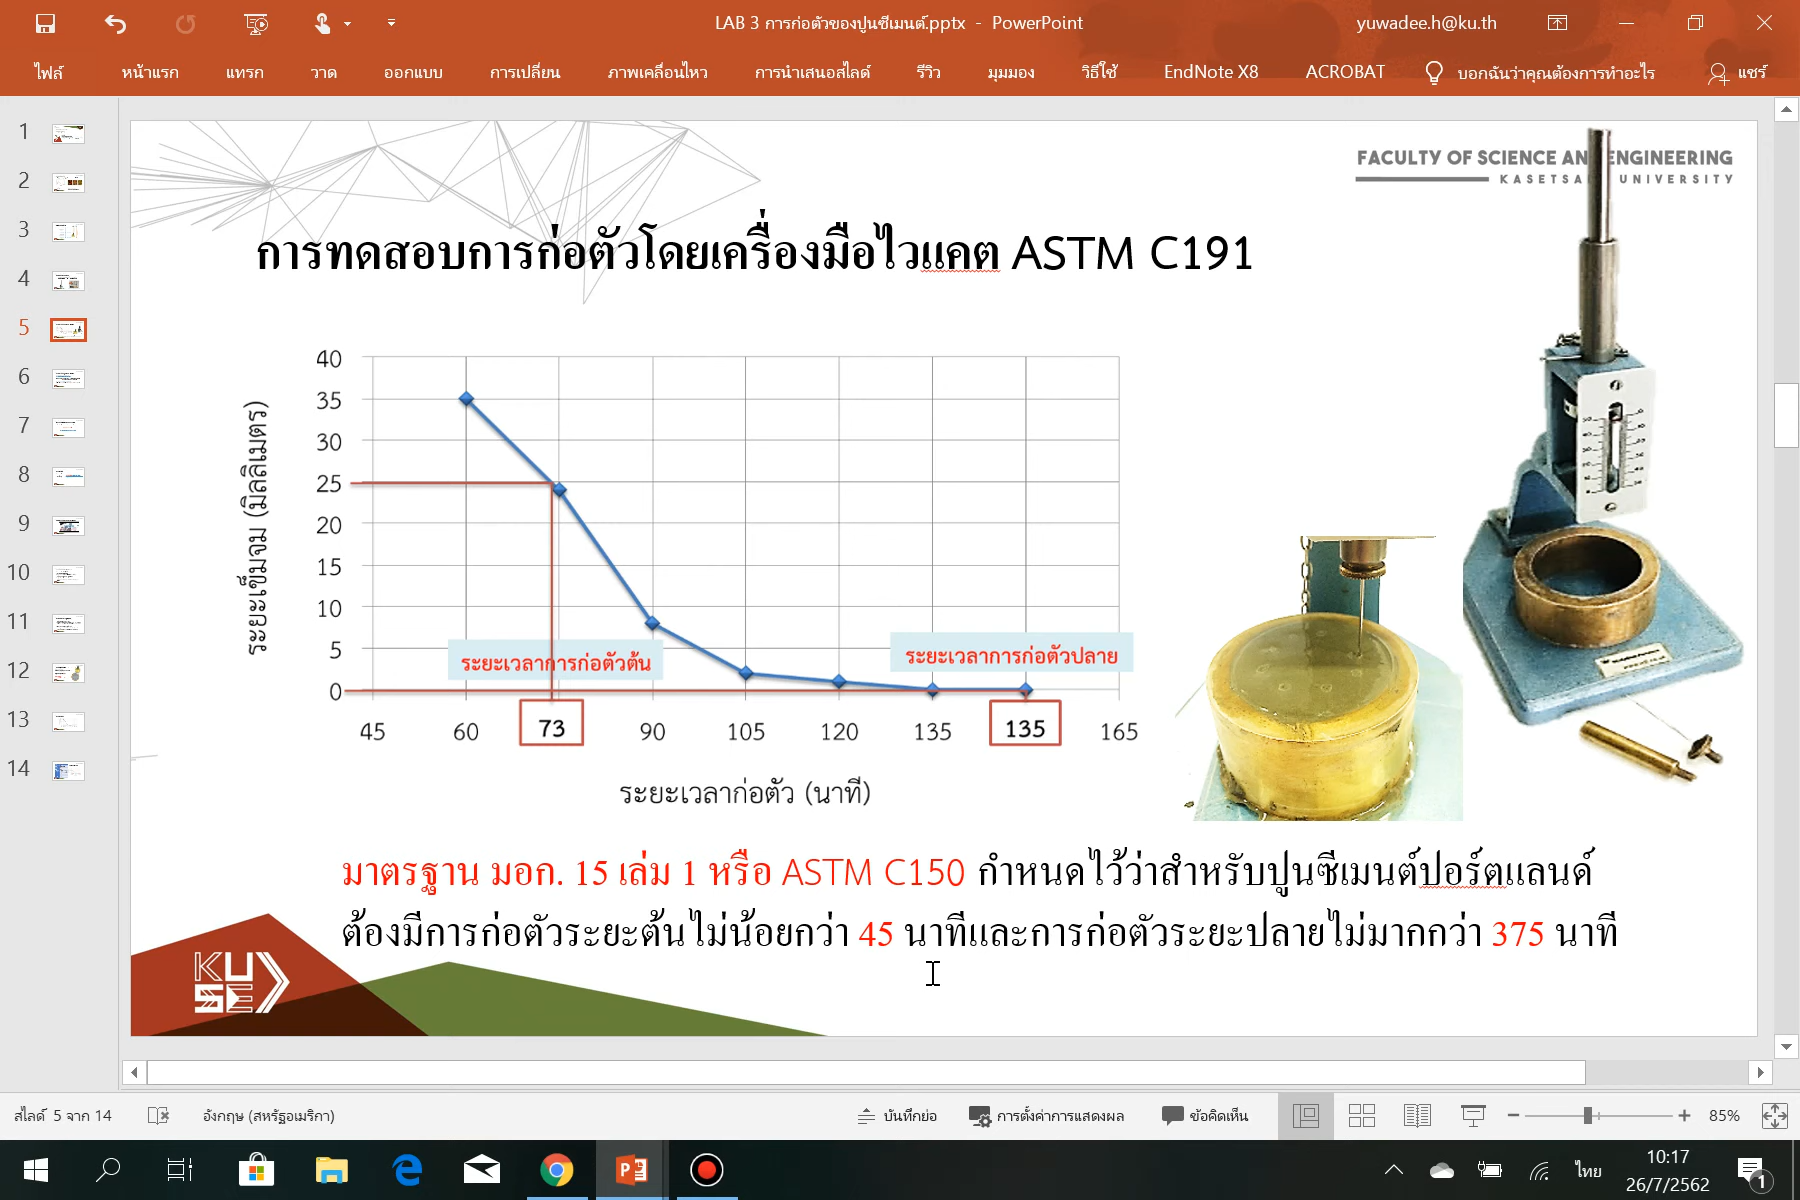 LAB 3 การก่อตัวของปูนซีเมนต์.pptx - PowerPoint
yuwadee.h@ku.th
ไฟล์ หน้าแรก แทรก วาด ออกแบบ การเปลี่ยน ภาพเคลื่อนไหว การนำเสนอสไลด์ รีวิว มุมมอง วิธีใช้ EndNote X8 ACROBAT บอกฉันว่าคุณต้องการทำอะไร แชร์
1
2
3
4
5
6
7
8
9
10
11
12
13
14
FACULTY OF SCIENCE AN ENGINEERING
KASETSA UNIVERSITY
การทดสอบการก่อตัวโดยเครื่องมือไวแคต ASTM C191
ระยะเข็มจม (มิลลิเมตร)
40
35
30
25
20
15
10
5
0
ระยะเวลาการก่อตัวต้น
ระยะเวลาการก่อตัวปลาย
45 60 73 90 105 120 135 135 165
ระยะเวลาก่อตัว (นาที)
มาตรฐาน มอก. 15 เล่ม 1 หรือ ASTM C150 กำหนดไว้ว่าสำหรับปูนซีเมนต์ปอร์ตแลนด์
ต้องมีการก่อตัวระยะต้นไม่น้อยกว่า 45 นาทีและการก่อตัวระยะปลายไม่มากกว่า 375 นาที
KU
SE
สไลด์ 5 จาก 14 อังกฤษ (สหรัฐอเมริกา) บันทึกย่อ การตั้งค่าการแสดงผล ข้อคิดเห็น 85%
ไทย
10:17
26/7/2562
1